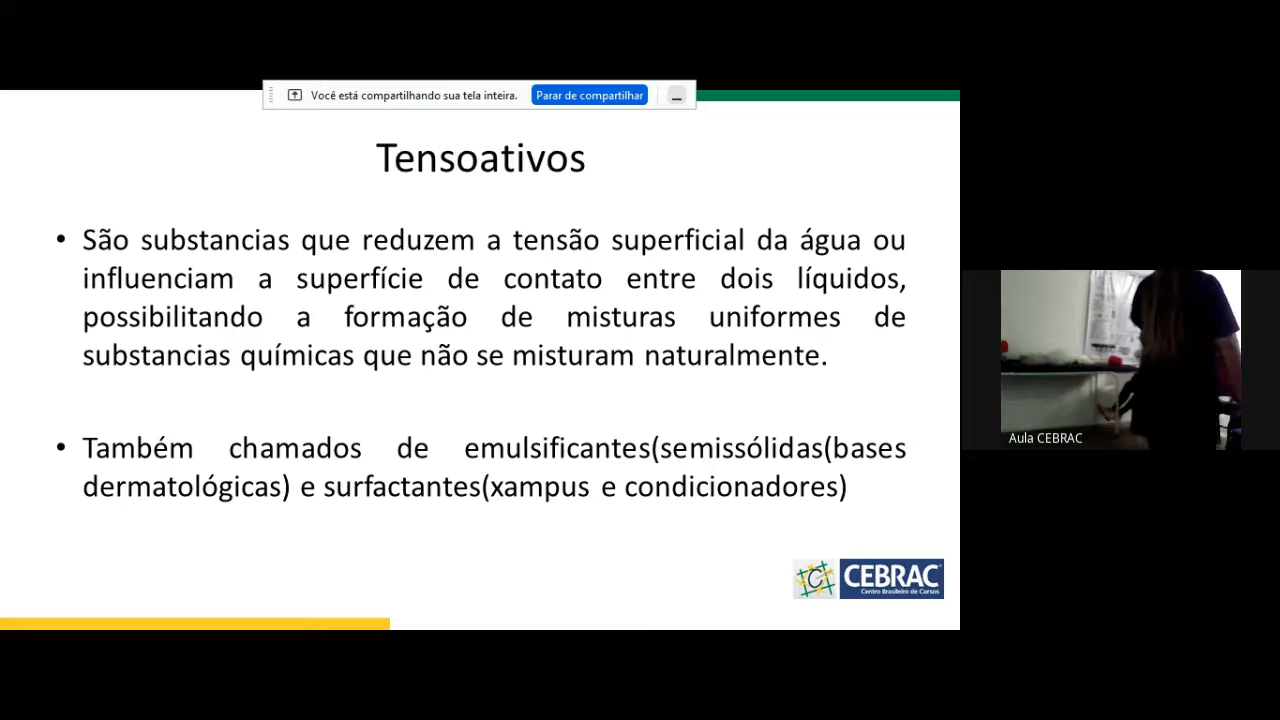 Você está compartilhando sua tela inteira. Parar de compartilhar
Tensoativos
• São substancias que reduzem a tensão superficial da água ou
influenciam a superfície de contato entre dois líquidos,
possibilitando a formação de misturas uniformes de
substancias químicas que não se misturam naturalmente.
• Também chamados de emulsificantes(semissólidas(bases
dermatológicas) e surfactantes(xampus e condicionadores)
Aula CEBRAC
CEBRAC
Centro Brasileiro de Cursos